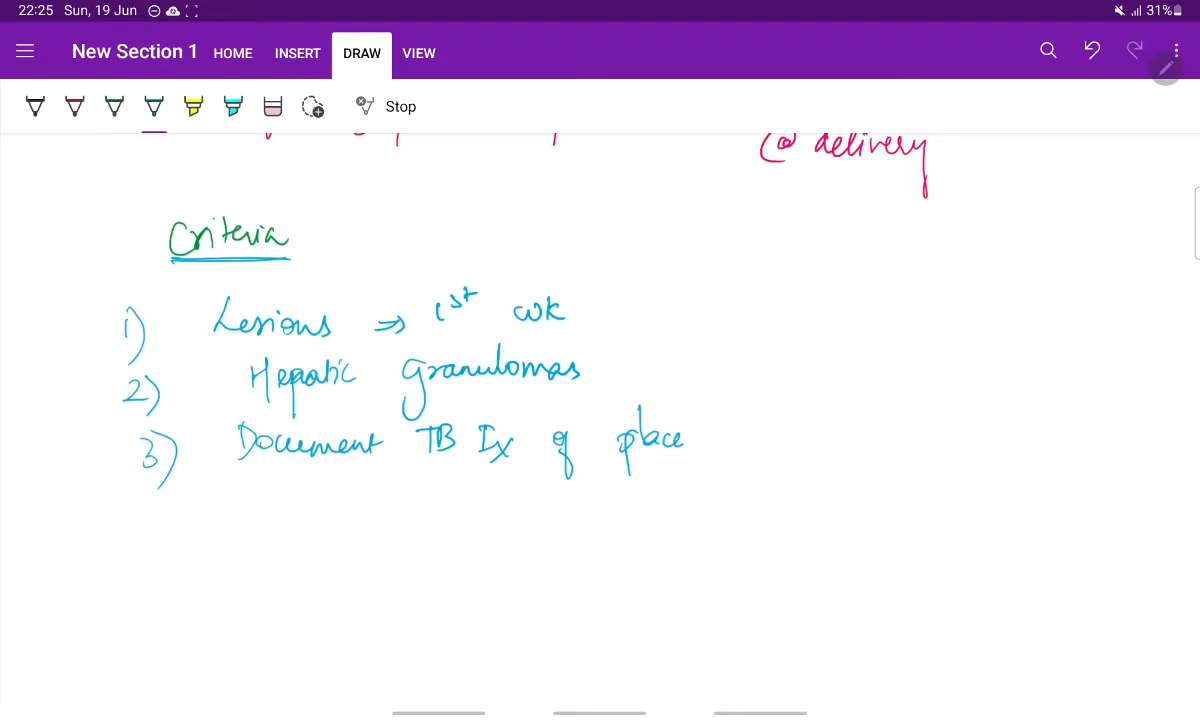 22:25 Sun, 19 Jun 31%
New Section 1 HOME INSERT DRAW VIEW
Stop
@ delivery
Criteria
1) Lesions ⇒ 1st wk
2) Hepatic Granulomas
3) Document TB Ix of place